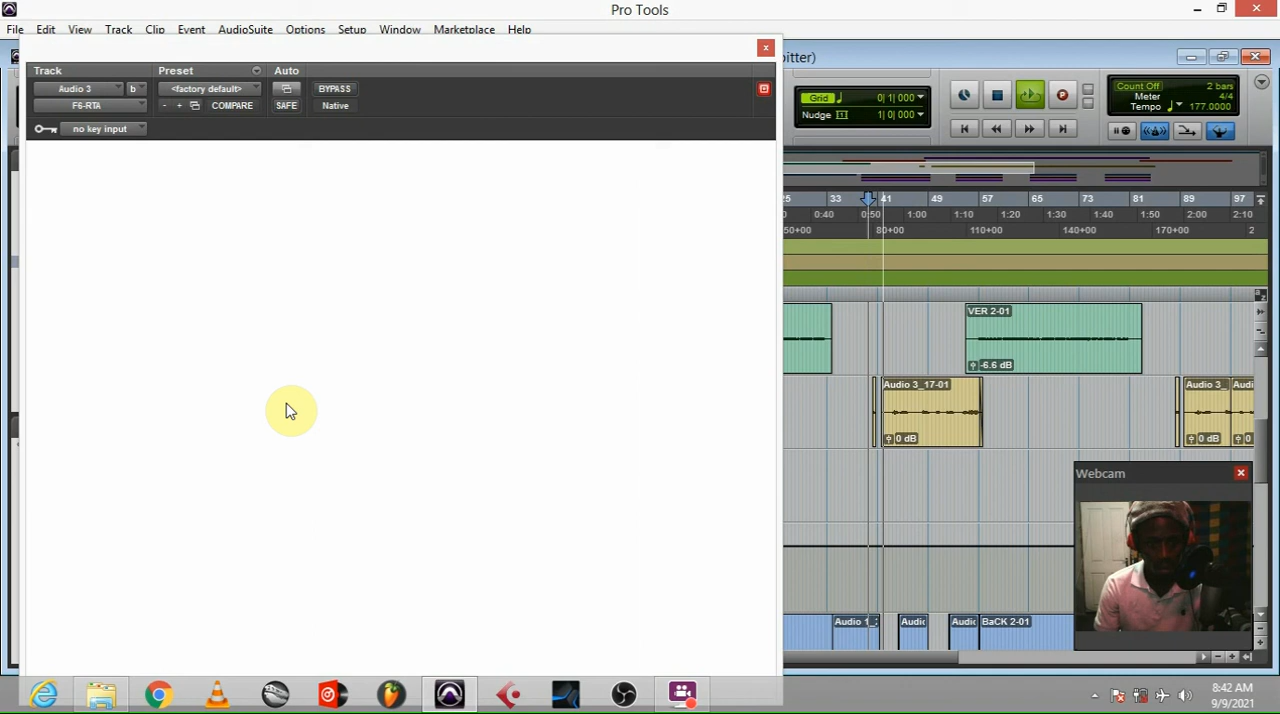 Pro Tools
File Edit View Track Clip Event AudioSuite Options Setup Window Marketplace Help
itter)
Track Preset Auto
Audio 3 b <factory default> BYPASS
F6-RTA - + COMPARE SAFE Native
no key input
Grid 0| 1| 000
Nudge 1| 0| 000
Count Off 2 bars
Meter 4/4
Tempo 177.0000
25 33 41 49 57 65 73 81 89 97
0:40 0:50 1:00 1:10 1:20 1:30 1:40 1:50 2:00 2:10
50+00 80+00 110+00 140+00 170+00 2
VER 2-01
-6.6 dB
Audio 3_17-01 Audio 3_ Audi
0 dB 0 dB 0 d
Webcam
Audio 1_ Audi Audi BaCK 2-01
8:42 AM
9/9/2021